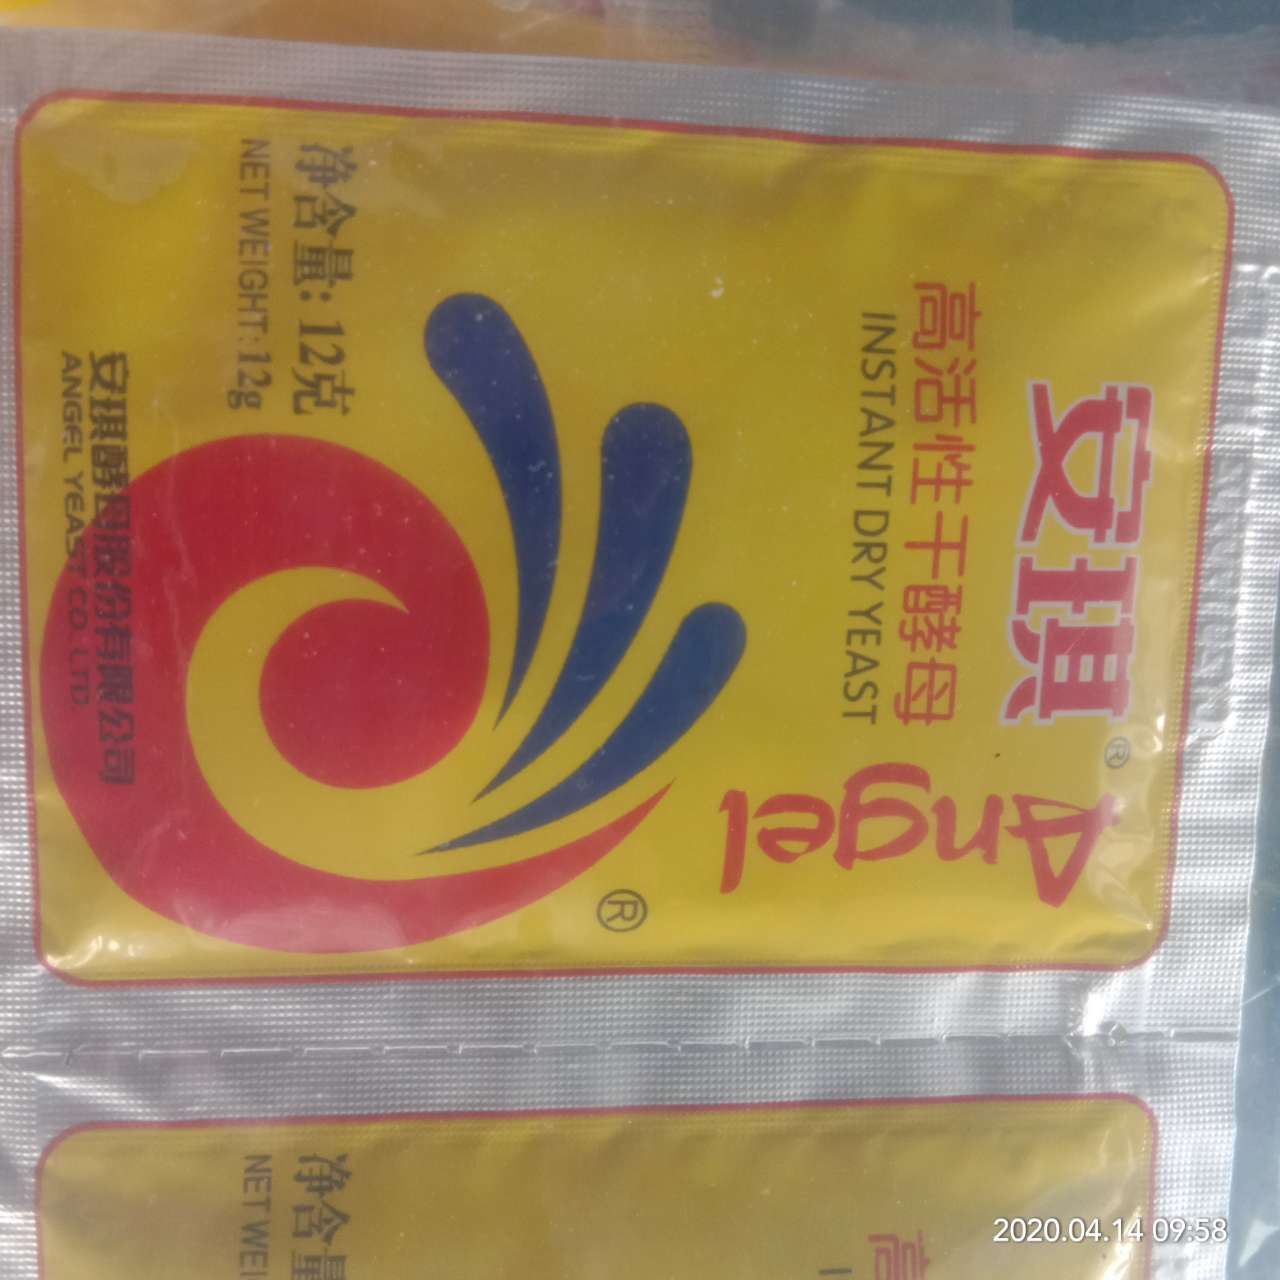 安琪®
Angel
高活性干酵母
INSTANT DRY YEAST
®
净含量: 12克
NET WEIGHT: 12g
安琪酵母股份有限公司
ANGEL YEAST CO·LTD.
高
净含量
NET WEI
2020.04.14 09:58